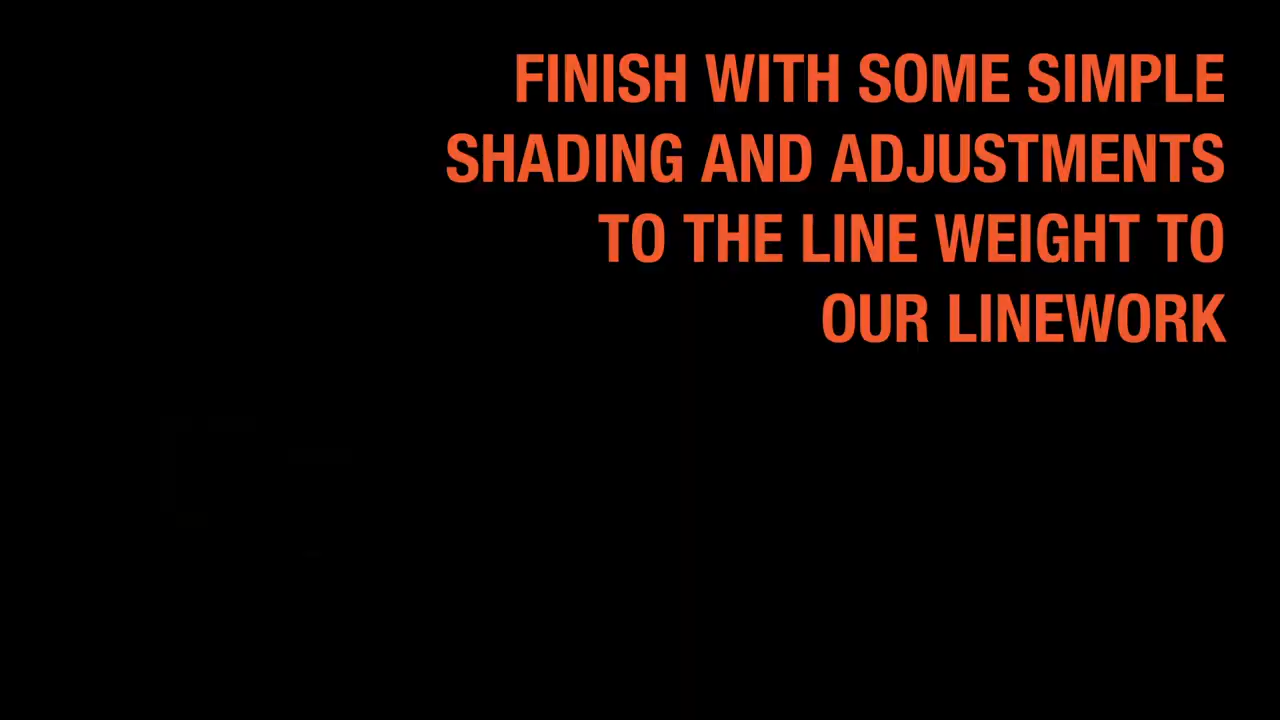 FINISH WITH SOME SIMPLE
SHADING AND ADJUSTMENTS
TO THE LINE WEIGHT TO
OUR LINEWORK